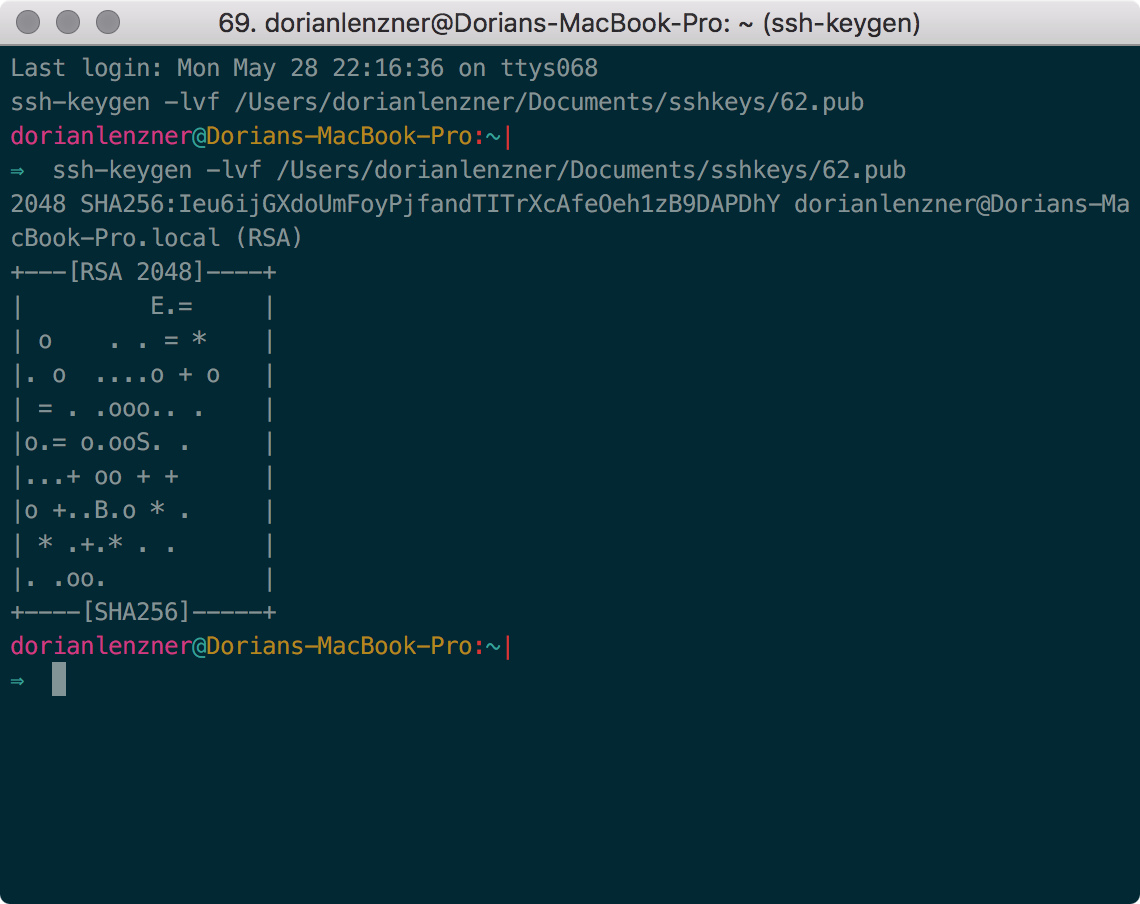 69. dorianlenzner@Dorians-MacBook-Pro: ~ (ssh-keygen)
Last login: Mon May 28 22:16:36 on ttys068
ssh-keygen -lvf /Users/dorianlenzner/Documents/sshkeys/62.pub
dorianlenzner@Dorians-MacBook-Pro:~|
⇒  ssh-keygen -lvf /Users/dorianlenzner/Documents/sshkeys/62.pub
2048 SHA256:Ieu6ijGXdoUmFoyPjfandTITrXcAfeOeh1zB9DAPDhY dorianlenzner@Dorians-Ma
cBook-Pro.local (RSA)
+---[RSA 2048]----+
|         E.=     |
| o    . . = *    |
|. o  ....o + o   |
| = . .ooo.. .    |
|o.= o.ooS. .     |
|...+ oo + +      |
|o +..B.o * .     |
| * .+.* . .      |
|. .oo.           |
+----[SHA256]-----+
dorianlenzner@Dorians-MacBook-Pro:~|
⇒